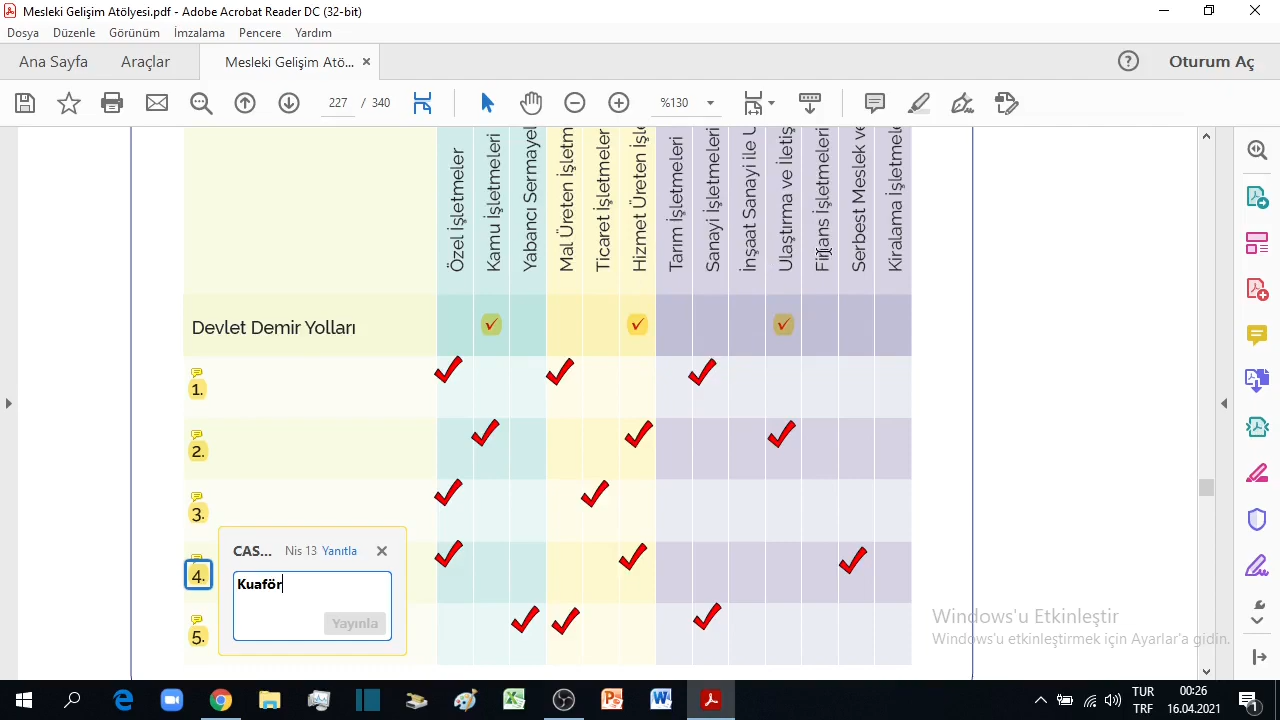 Mesleki Gelişim Atölyesi.pdf - Adobe Acrobat Reader DC (32-bit)
Dosya Düzenle Görünüm İmzalama Pencere Yardım
Ana Sayfa Araçlar Mesleki Gelişim Atö... × Oturum Aç
227 / 340 %130
Özel İşletmeler
Kamu İşletmeleri
Yabancı Sermayel
Mal Üreten İşletm
Ticaret İşletmeler
Hizmet Üreten İşle
Tarım İşletmeleri
Sanayi İşletmeleri
İnşaat Sanayi ile U
Ulaştırma ve İletiş
Finans İşletmeleri
Serbest Meslek ve
Kiralama İşletmele
Devlet Demir Yolları
1.
2.
3.
4.
5.
CAS... Nis 13 Yanıtla
Kuaför
Yayınla
Windows'u Etkinleştir
Windows'u etkinleştirmek için Ayarlar'a gidin.
TUR 00:26
TRF 16.04.2021
1